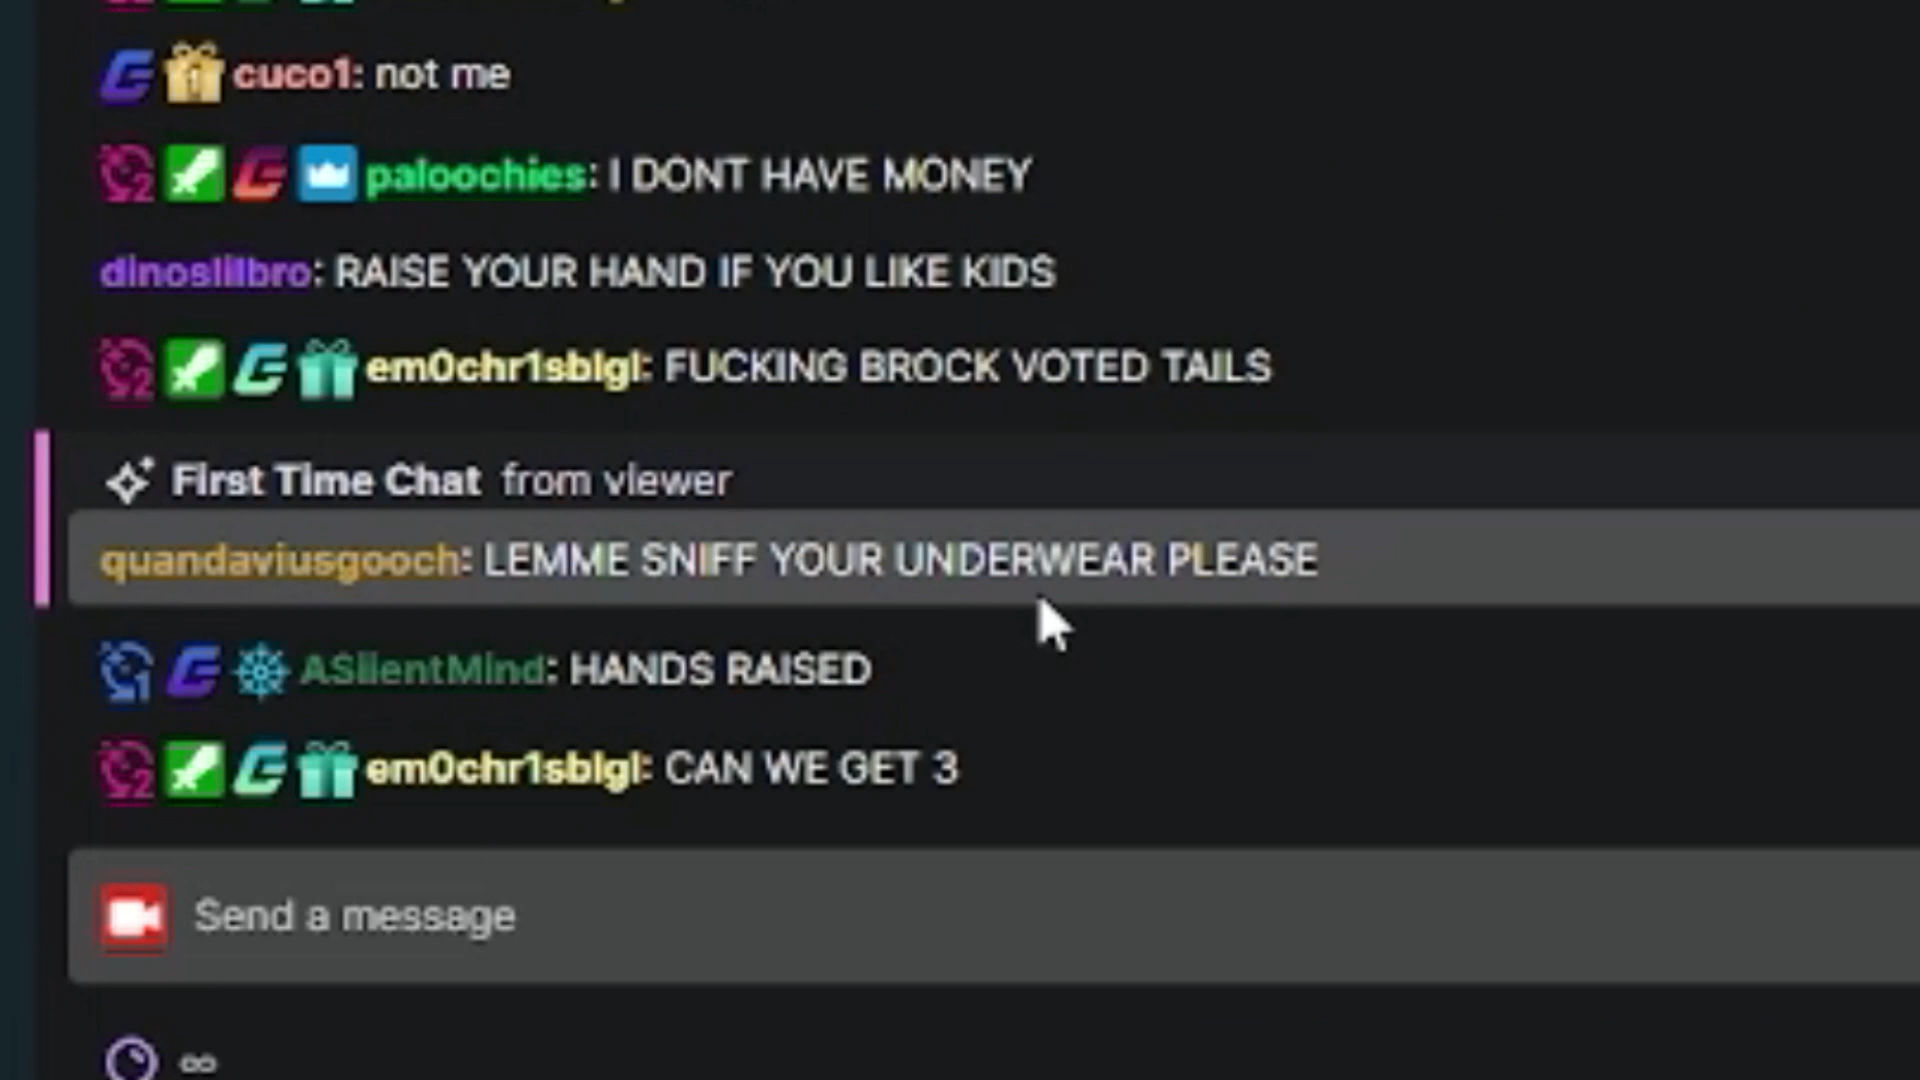 cuco1: not me
paloochies: I DONT HAVE MONEY
dinoslilbro: RAISE YOUR HAND IF YOU LIKE KIDS
em0chr1sblgl: FUCKING BROCK VOTED TAILS
First Time Chat from viewer
quandaviusgooch: LEMME SNIFF YOUR UNDERWEAR PLEASE
ASilentMind: HANDS RAISED
em0chr1sblgl: CAN WE GET 3
Send a message
∞